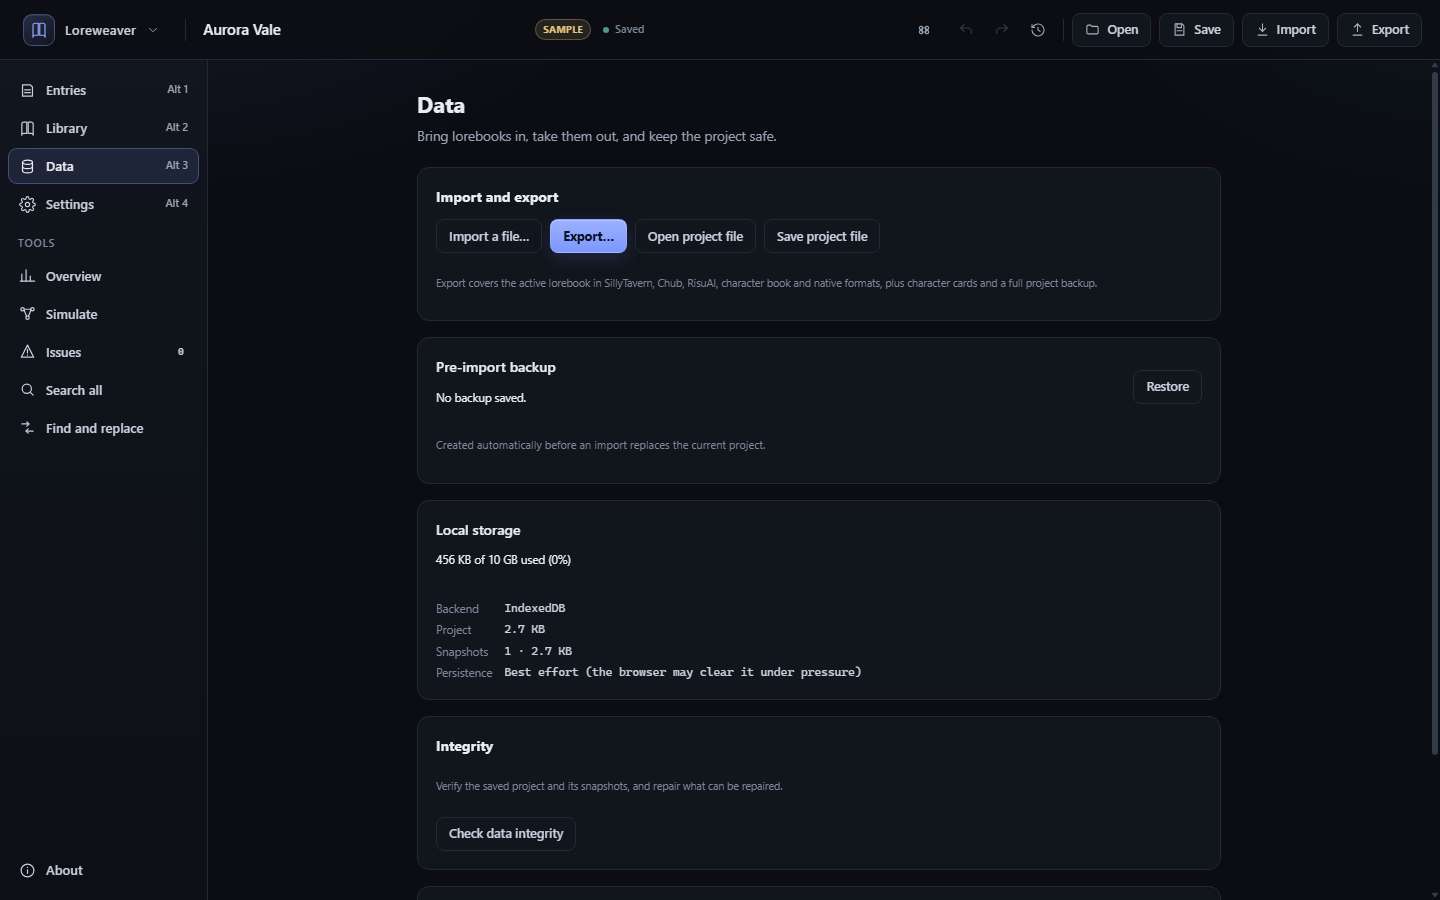 Loreweaver
Aurora Vale
SAMPLE
Saved
88
Open
Save
Import
Export
Entries Alt 1
Library Alt 2
Data Alt 3
Settings Alt 4
TOOLS
Overview
Simulate
Issues 0
Search all
Find and replace
About
Data
Bring lorebooks in, take them out, and keep the project safe.
Import and export
Import a file... Export... Open project file Save project file
Export covers the active lorebook in SillyTavern, Chub, RisuAI, character book and native formats, plus character cards and a full project backup.
Pre-import backup
No backup saved.
Restore
Created automatically before an import replaces the current project.
Local storage
456 KB of 10 GB used (0%)
Backend IndexedDB
Project 2.7 KB
Snapshots 1 · 2.7 KB
Persistence Best effort (the browser may clear it under pressure)
Integrity
Verify the saved project and its snapshots, and repair what can be repaired.
Check data integrity